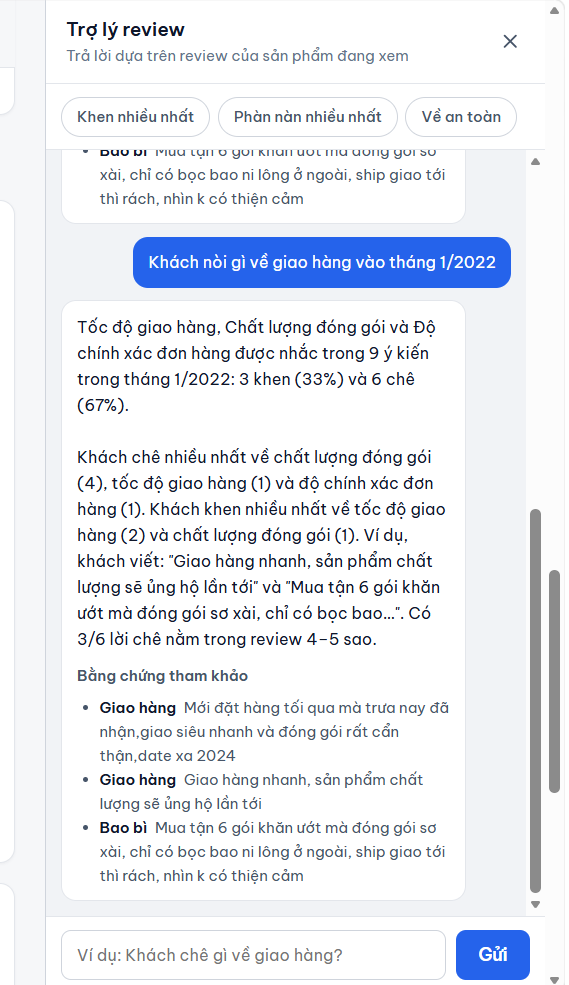 Trợ lý review
Trả lời dựa trên review của sản phẩm đang xem
Khen nhiều nhất
Phàn nàn nhiều nhất
Về an toàn
Bao bì Mua tận 6 gói khăn ướt mà đóng gói sơ
xài, chỉ có bọc bao ni lông ở ngoài, ship giao tới
thì rách, nhìn k có thiện cảm
Khách nòi gì về giao hàng vào tháng 1/2022
Tốc độ giao hàng, Chất lượng đóng gói và Độ
chính xác đơn hàng được nhắc trong 9 ý kiến
trong tháng 1/2022: 3 khen (33%) và 6 chê
(67%).
Khách chê nhiều nhất về chất lượng đóng gói
(4), tốc độ giao hàng (1) và độ chính xác đơn
hàng (1). Khách khen nhiều nhất về tốc độ giao
hàng (2) và chất lượng đóng gói (1). Ví dụ,
khách viết: "Giao hàng nhanh, sản phẩm chất
lượng sẽ ủng hộ lần tới" và "Mua tận 6 gói khăn
ướt mà đóng gói sơ xài, chỉ có bọc bao...". Có
3/6 lời chê nằm trong review 4–5 sao.
Bằng chứng tham khảo
Giao hàng Mới đặt hàng tối qua mà trưa nay đã
nhận,giao siêu nhanh và đóng gói rất cẩn
thận,date xa 2024
Giao hàng Giao hàng nhanh, sản phẩm chất
lượng sẽ ủng hộ lần tới
Bao bì Mua tận 6 gói khăn ướt mà đóng gói sơ
xài, chỉ có bọc bao ni lông ở ngoài, ship giao tới
thì rách, nhìn k có thiện cảm
Ví dụ: Khách chê gì về giao hàng?
Gửi